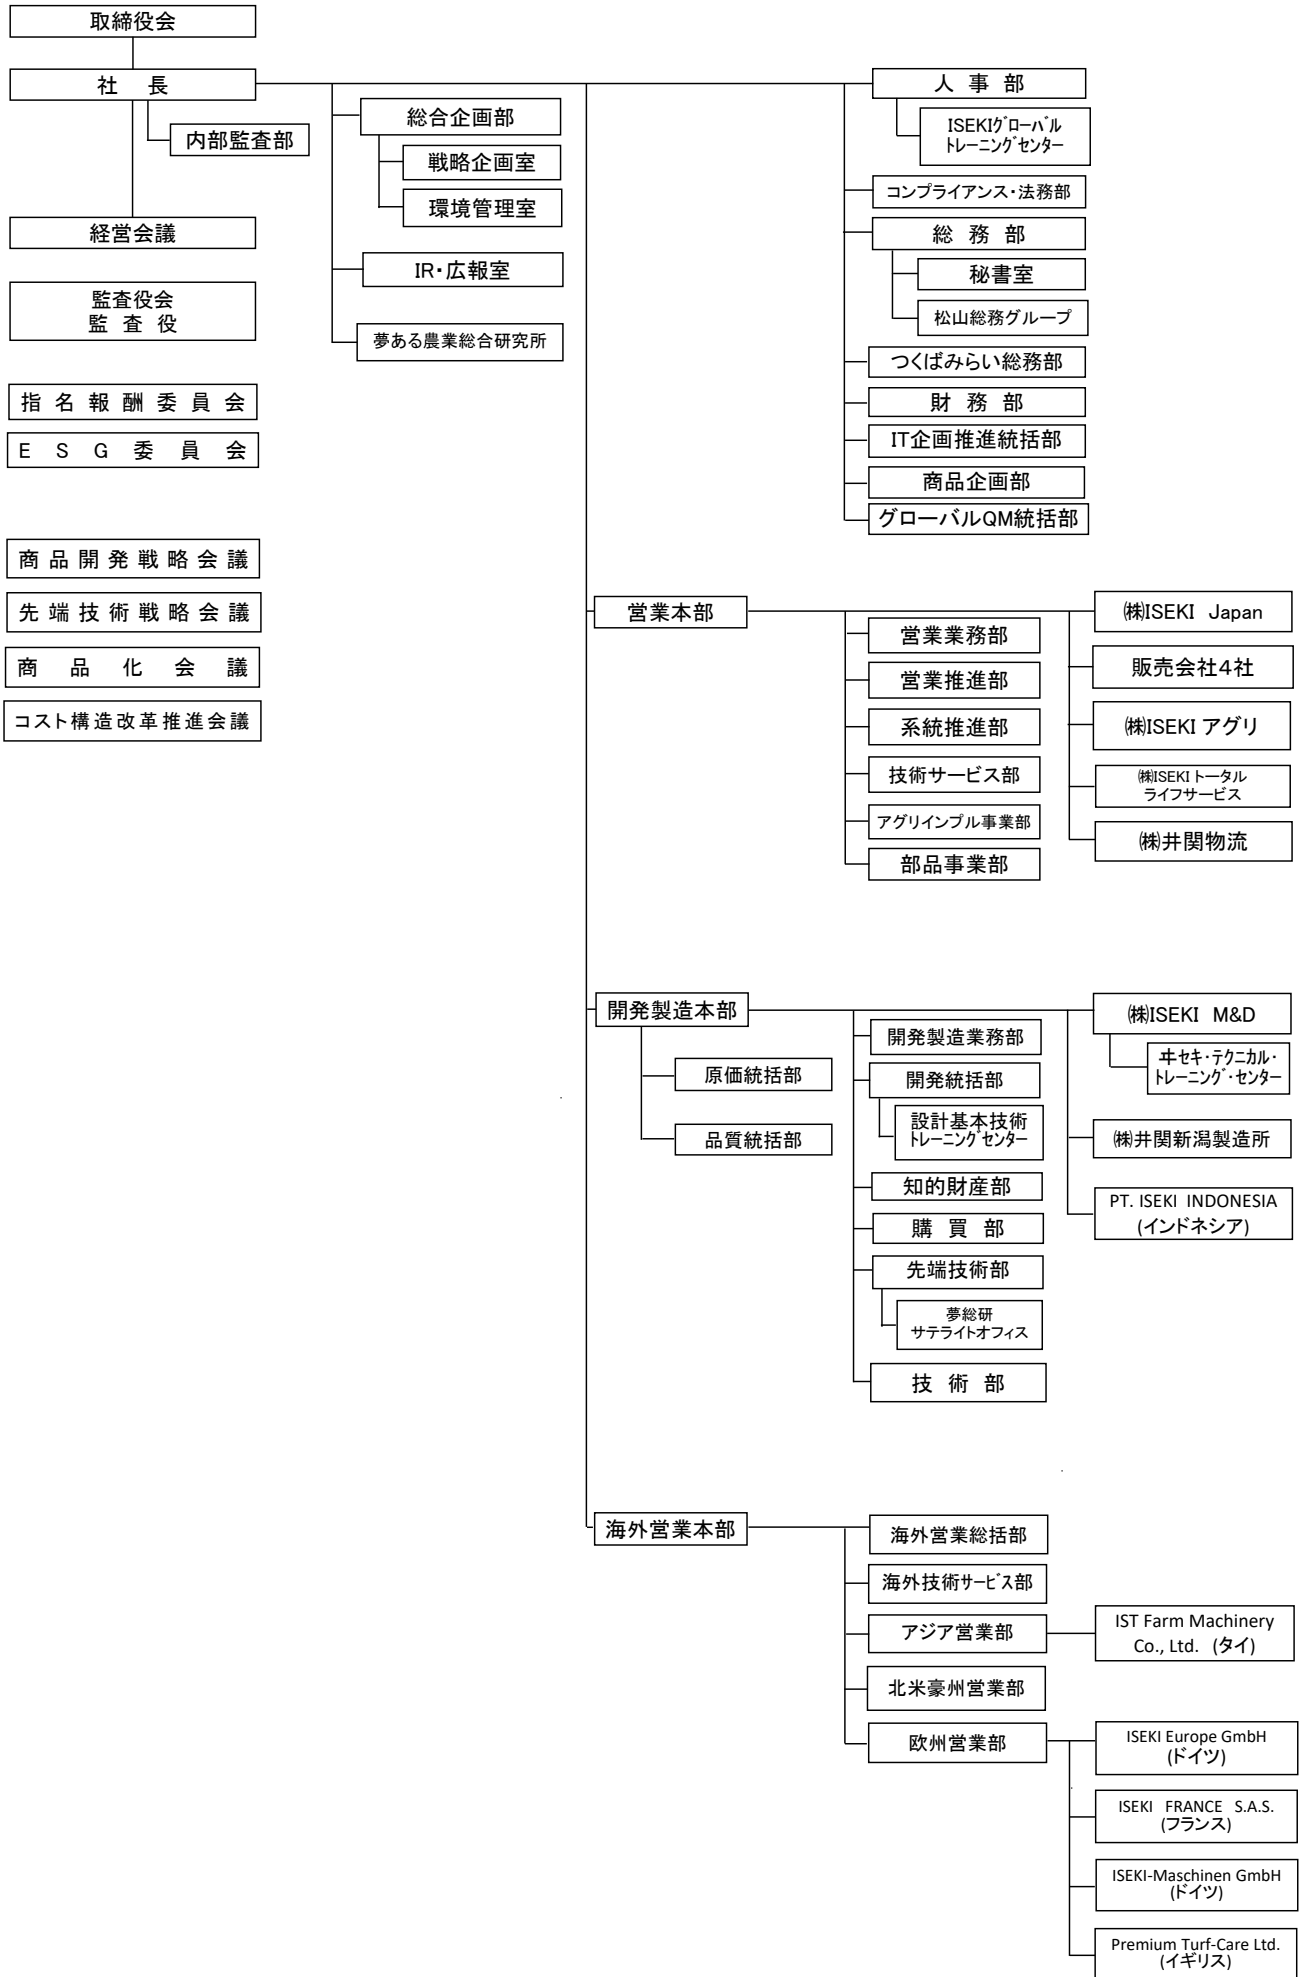 取締役会
社　長
内部監査部
経営会議
監査役会
監　査　役
指名報酬委員会
ＥＳＧ委員会
商品開発戦略会議
先端技術戦略会議
商品化会議
コスト構造改革推進会議
総合企画部
戦略企画室
環境管理室
IR・広報室
夢ある農業総合研究所
人　事　部
ISEKIｸﾞﾛｰﾊﾞﾙ
ﾄﾚｰﾆﾝｸﾞｾﾝﾀｰ
コンプライアンス・法務部
総　務　部
秘書室
松山総務グループ
つくばみらい総務部
財　務　部
IT企画推進統括部
商品企画部
グローバルQM統括部
営業本部
営業業務部
営業推進部
系統推進部
技術サービス部
アグリインプル事業部
部品事業部
㈱ISEKI　Japan
販売会社４社
㈱ISEKI アグリ
㈱ISEKI トータル
ライフサービス
㈱井関物流
開発製造本部
原価統括部
品質統括部
開発製造業務部
開発統括部
設計基本技術
ﾄﾚｰﾆﾝｸﾞｾﾝﾀｰ
知的財産部
購　買　部
先端技術部
夢総研
サテライトオフィス
技　術　部
㈱ISEKI　M&D
ヰセキ・テクニカル・
ﾄﾚｰﾆﾝｸﾞ・ｾﾝﾀｰ
㈱井関新潟製造所
PT. ISEKI INDONESIA
(インドネシア)
海外営業本部
海外営業総括部
海外技術ｻｰﾋﾞｽ部
アジア営業部
北米豪州営業部
欧州営業部
IST Farm Machinery
Co., Ltd. (タイ)
ISEKI Europe GmbH
(ドイツ)
ISEKI FRANCE S.A.S.
(フランス)
ISEKI-Maschinen GmbH
(ドイツ)
Premium Turf-Care Ltd.
(イギリス)